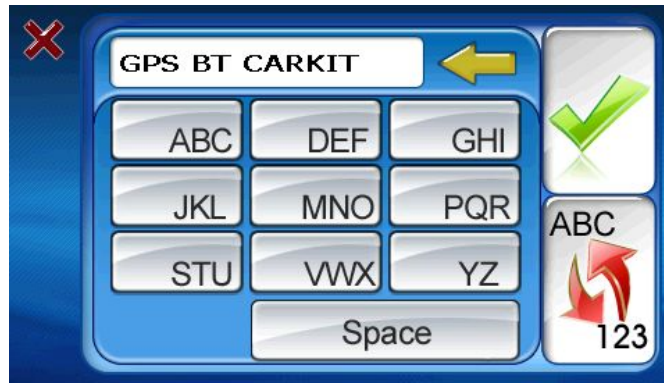 GPS BT CARKIT
ABC DEF GHI
JKL MNO PQR
STU VWX YZ
Space
ABC
123